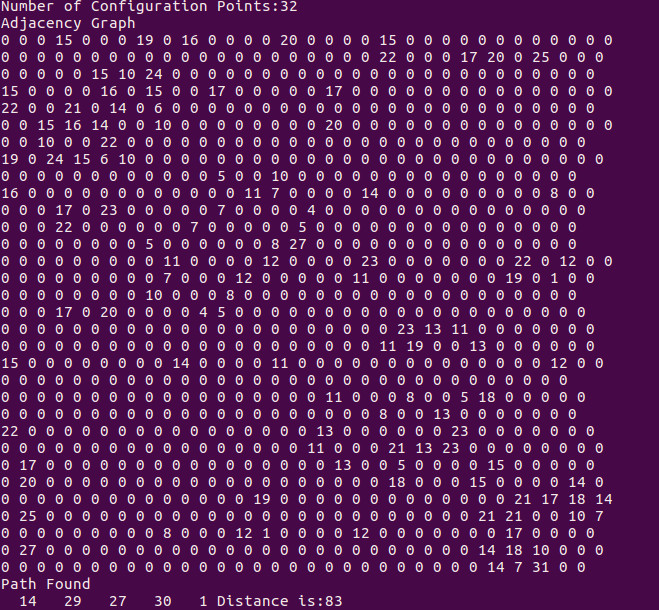 Number of Configuration Points:32
Adjacency Graph
0 0 0 15 0 0 0 19 0 16 0 0 0 0 20 0 0 0 0 15 0 0 0 0 0 0 0 0 0 0 0 0
0 0 0 0 0 0 0 0 0 0 0 0 0 0 0 0 0 0 0 0 0 22 0 0 0 17 20 0 25 0 0 0
0 0 0 0 0 15 10 24 0 0 0 0 0 0 0 0 0 0 0 0 0 0 0 0 0 0 0 0 0 0 0 0
15 0 0 0 0 16 0 15 0 0 17 0 0 0 0 0 17 0 0 0 0 0 0 0 0 0 0 0 0 0 0 0
22 0 0 21 0 14 0 6 0 0 0 0 0 0 0 0 0 0 0 0 0 0 0 0 0 0 0 0 0 0 0 0
0 0 15 16 14 0 0 10 0 0 0 0 0 0 0 0 20 0 0 0 0 0 0 0 0 0 0 0 0 0 0 0
0 0 10 0 0 22 0 0 0 0 0 0 0 0 0 0 0 0 0 0 0 0 0 0 0 0 0 0 0 0 0 0
19 0 24 15 6 10 0 0 0 0 0 0 0 0 0 0 0 0 0 0 0 0 0 0 0 0 0 0 0 0 0 0
0 0 0 0 0 0 0 0 0 0 0 0 5 0 0 10 0 0 0 0 0 0 0 0 0 0 0 0 0 0 0 0
16 0 0 0 0 0 0 0 0 0 0 0 0 11 7 0 0 0 0 14 0 0 0 0 0 0 0 0 0 8 0 0
0 0 0 17 0 23 0 0 0 0 0 7 0 0 0 0 4 0 0 0 0 0 0 0 0 0 0 0 0 0 0 0
0 0 0 22 0 0 0 0 0 0 7 0 0 0 0 0 5 0 0 0 0 0 0 0 0 0 0 0 0 0 0 0
0 0 0 0 0 0 0 0 5 0 0 0 0 0 0 8 27 0 0 0 0 0 0 0 0 0 0 0 0 0 0 0
0 0 0 0 0 0 0 0 0 11 0 0 0 0 12 0 0 0 0 23 0 0 0 0 0 0 0 22 0 12 0 0
0 0 0 0 0 0 0 0 0 7 0 0 0 12 0 0 0 0 0 11 0 0 0 0 0 0 0 19 0 1 0 0
0 0 0 0 0 0 0 0 10 0 0 0 8 0 0 0 0 0 0 0 0 0 0 0 0 0 0 0 0 0 0 0
0 0 0 17 0 20 0 0 0 0 4 5 0 0 0 0 0 0 0 0 0 0 0 0 0 0 0 0 0 0 0 0
0 0 0 0 0 0 0 0 0 0 0 0 0 0 0 0 0 0 0 0 0 0 23 13 11 0 0 0 0 0 0 0
0 0 0 0 0 0 0 0 0 0 0 0 0 0 0 0 0 0 0 0 0 11 19 0 0 13 0 0 0 0 0 0
15 0 0 0 0 0 0 0 0 14 0 0 0 0 11 0 0 0 0 0 0 0 0 0 0 0 0 0 0 12 0 0
0 0 0 0 0 0 0 0 0 0 0 0 0 0 0 0 0 0 0 0 0 0 0 0 0 0 0 0 0 0 0 0
0 0 0 0 0 0 0 0 0 0 0 0 0 0 0 0 0 0 11 0 0 0 8 0 0 5 18 0 0 0 0 0
0 0 0 0 0 0 0 0 0 0 0 0 0 0 0 0 0 0 0 0 0 8 0 0 13 0 0 0 0 0 0 0
22 0 0 0 0 0 0 0 0 0 0 0 0 0 0 0 0 13 0 0 0 0 0 0 23 0 0 0 0 0 0 0
0 0 0 0 0 0 0 0 0 0 0 0 0 0 0 0 0 11 0 0 0 21 13 23 0 0 0 0 0 0 0 0
0 17 0 0 0 0 0 0 0 0 0 0 0 0 0 0 0 0 13 0 0 5 0 0 0 0 15 0 0 0 0 0
0 20 0 0 0 0 0 0 0 0 0 0 0 0 0 0 0 0 0 0 0 18 0 0 0 15 0 0 0 0 14 0
0 0 0 0 0 0 0 0 0 0 0 0 0 0 19 0 0 0 0 0 0 0 0 0 0 0 0 0 21 17 18 14
0 25 0 0 0 0 0 0 0 0 0 0 0 0 0 0 0 0 0 0 0 0 0 0 0 0 21 21 0 0 10 7
0 0 0 0 0 0 0 0 0 8 0 0 0 12 1 0 0 0 0 12 0 0 0 0 0 0 0 17 0 0 0 0
0 27 0 0 0 0 0 0 0 0 0 0 0 0 0 0 0 0 0 0 0 0 0 0 0 0 14 18 10 0 0 0
0 0 0 0 0 0 0 0 0 0 0 0 0 0 0 0 0 0 0 0 0 0 0 0 0 0 0 14 7 31 0 0
Path Found
14 29 27 30 1 Distance is:83